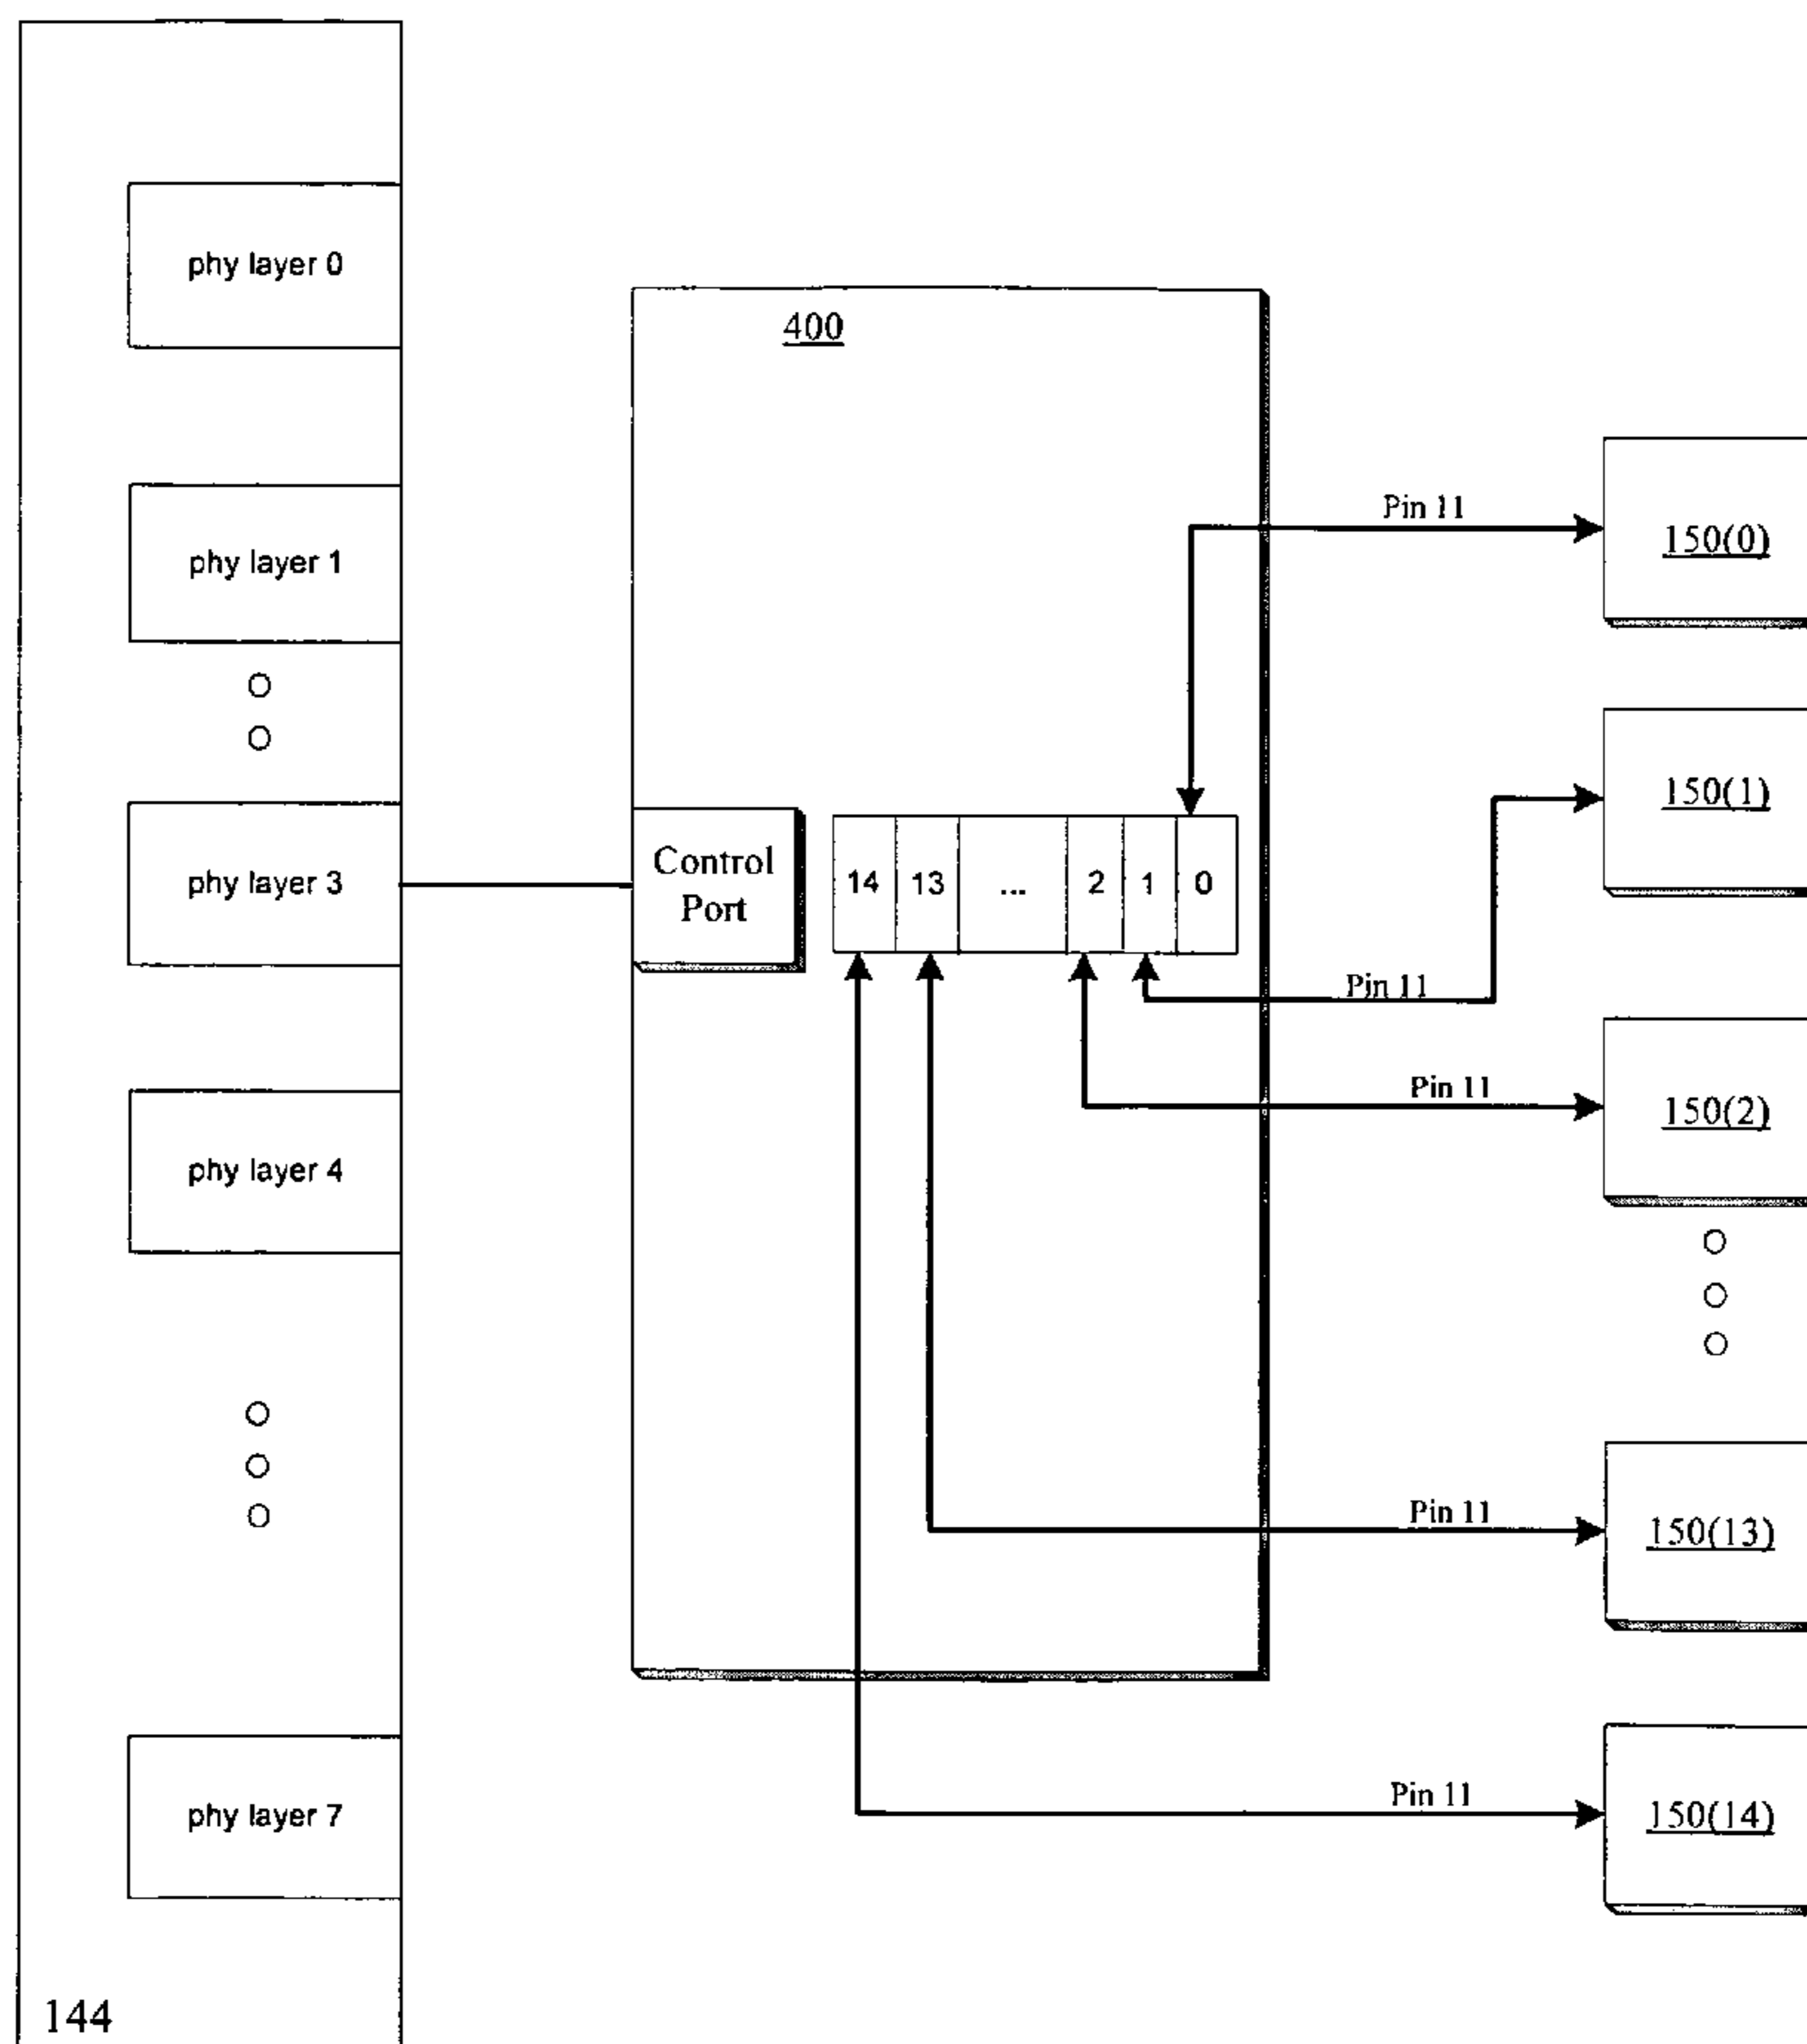 phy layer 0
400
Pin 11
150(0)
phy layer 1
150(1)
Control
Port
phy layer 3
14 13 ... 2 1 0
Pin 11
Pin 11
150(2)
phy layer 4
Pin 11
150(13)
phy layer 7
Pin 11
150(14)
144